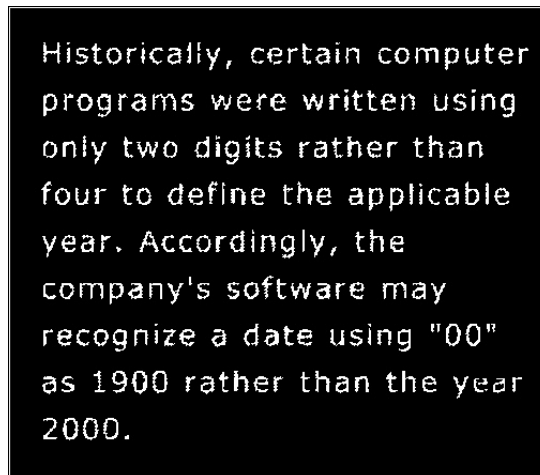 Historically, certain computer
programs were written using
only two digits rather than
four to define the applicable
year. Accordingly, the
company's software may
recognize a date using "00"
as 1900 rather than the year
2000.